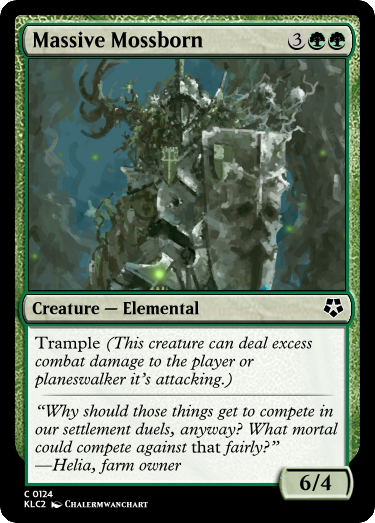 Massive Mossborn 3
Creature — Elemental
Trample (This creature can deal excess
combat damage to the player or
planeswalker it's attacking.)
“Why should those things get to compete in
our settlement duels, anyway? What mortal
could compete against that fairly?”
—Helia, farm owner
6/4
C 0124
KLC2 Chalermwanchart